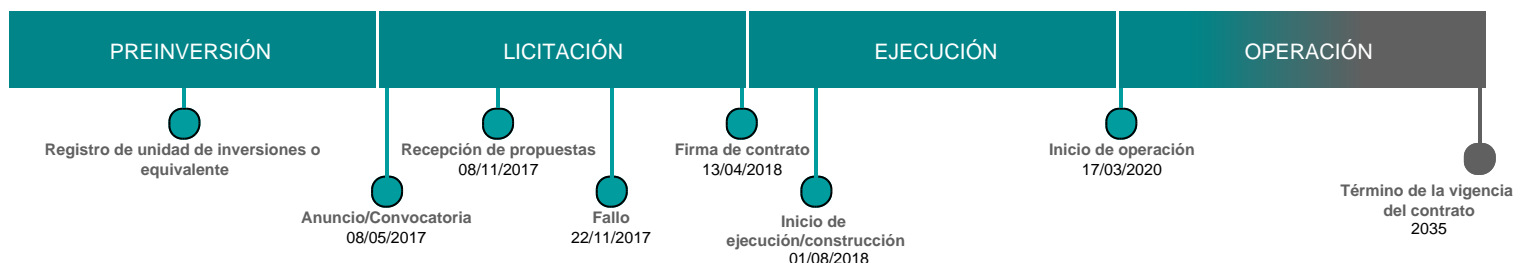 PREINVERSIÓN
LICITACIÓN
EJECUCIÓN
OPERACIÓN
Registro de unidad de inversiones o
equivalente
Anuncio/Convocatoria
08/05/2017
Recepción de propuestas
08/11/2017
Fallo
22/11/2017
Firma de contrato
13/04/2018
Inicio de
ejecución/construcción
01/08/2018
Inicio de operación
17/03/2020
Término de la vigencia
del contrato
2035